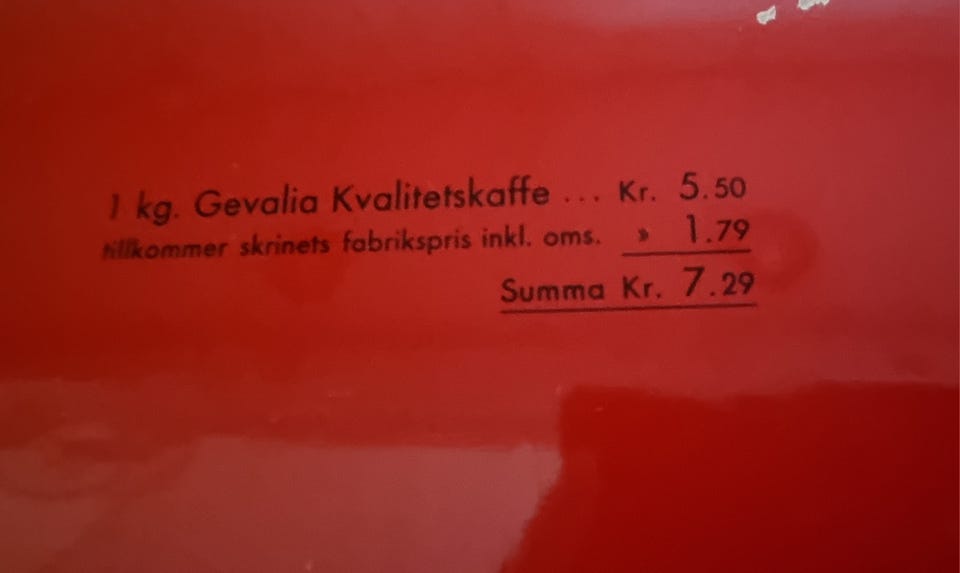 1 kg. Gevalia Kvalitetskaffe ... Kr. 5.50
tillkommer skrinets fabrikspris inkl. oms. » 1.79
Summa Kr. 7.29